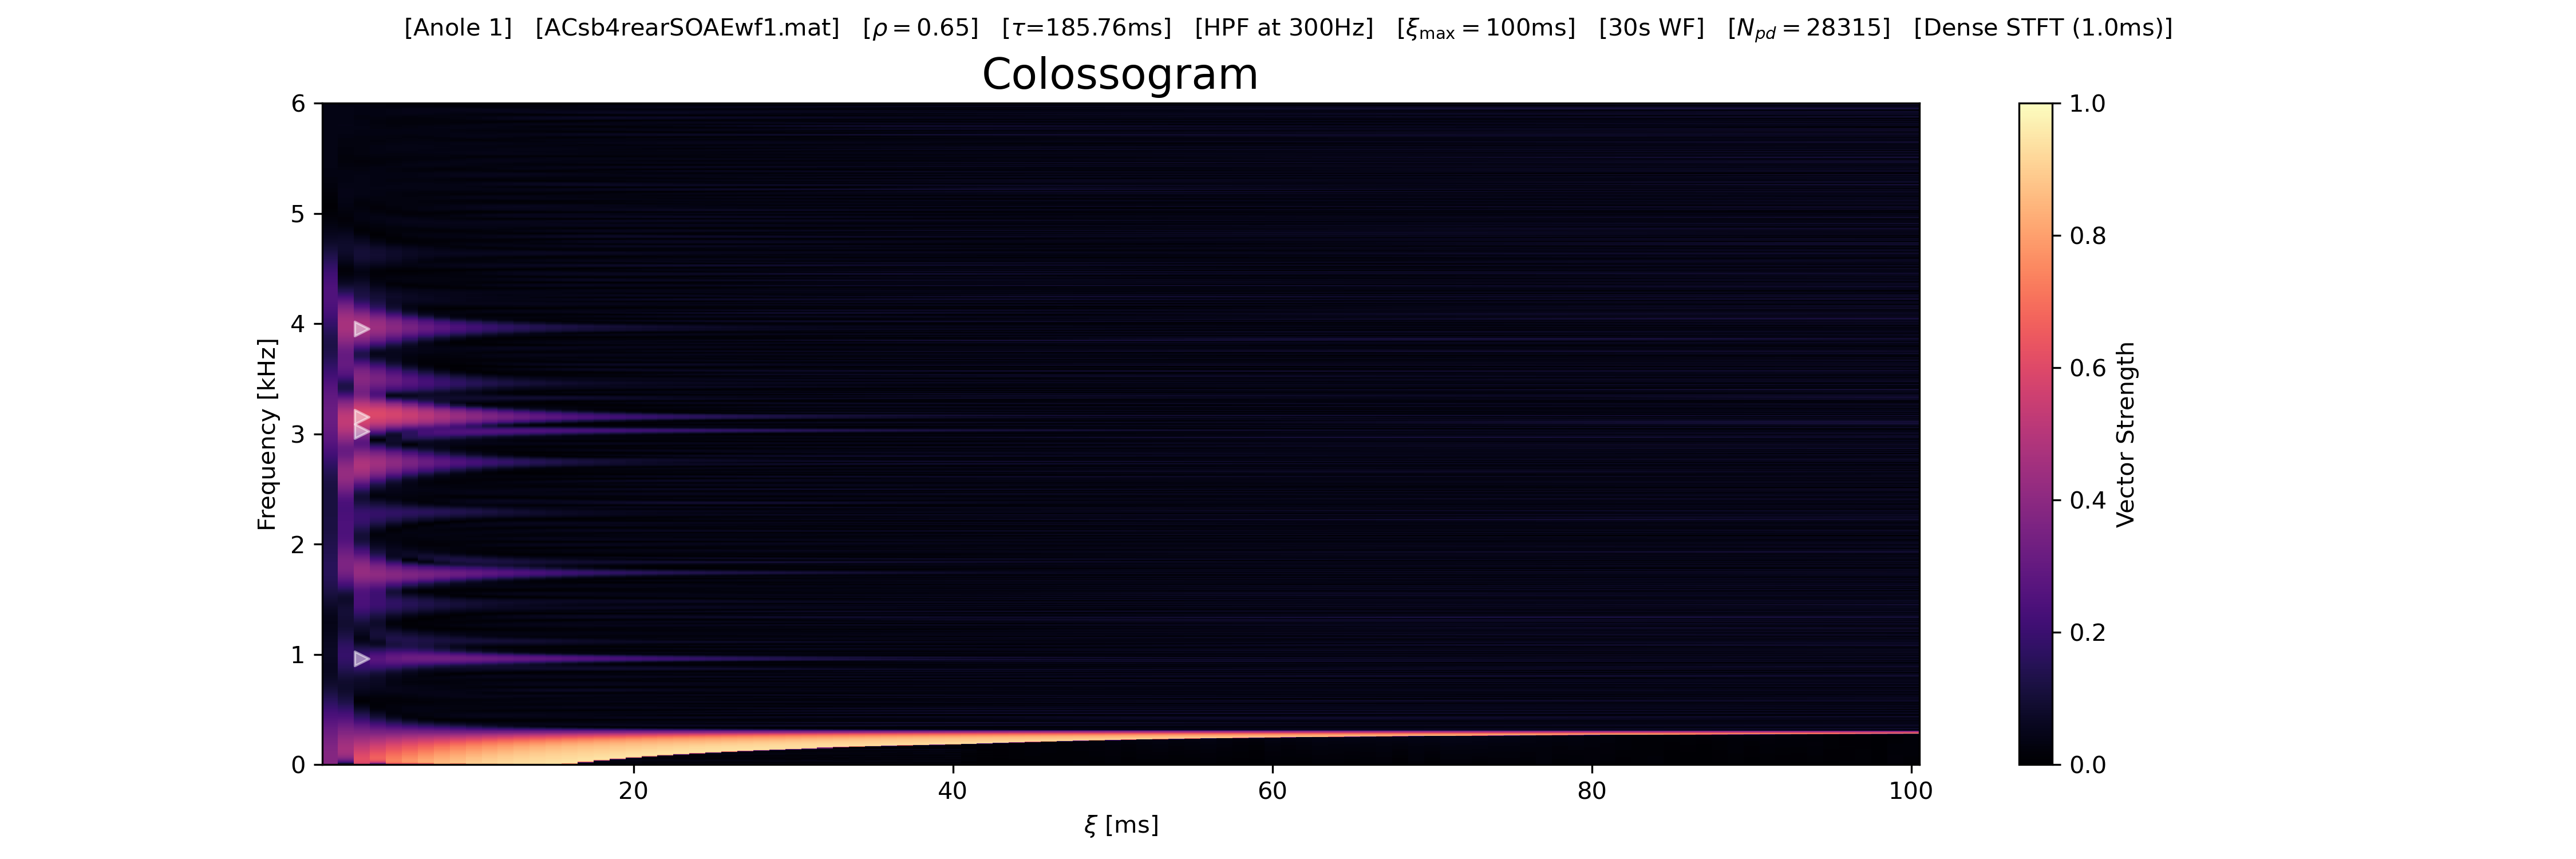 [Anole 1] [ACsb4rearSOAEwf1.mat] [ρ = 0.65] [τ=185.76ms] [HPF at 300Hz] [ξmax = 100ms] [30s WF] [Npd = 28315] [Dense STFT (1.0ms)]
Colossogram
Frequency [kHz]
6
5
4
3
2
1
0
20 40 60 80 100
ξ [ms]
1.0
0.8
0.6
0.4
0.2
0.0
Vector Strength